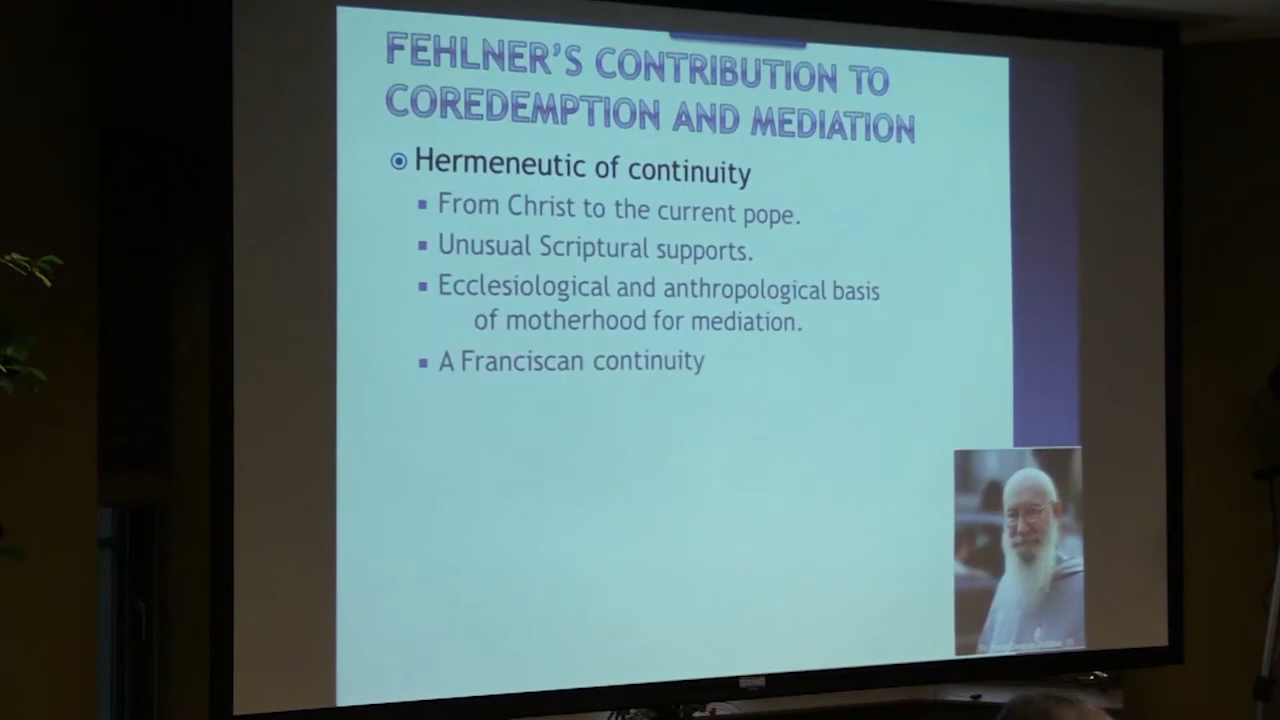 FEHLNER'S CONTRIBUTION TO
COREDEMPTION AND MEDIATION
Hermeneutic of continuity
From Christ to the current pope.
Unusual Scriptural supports.
Ecclesiological and anthropological basis
of motherhood for mediation.
A Franciscan continuity